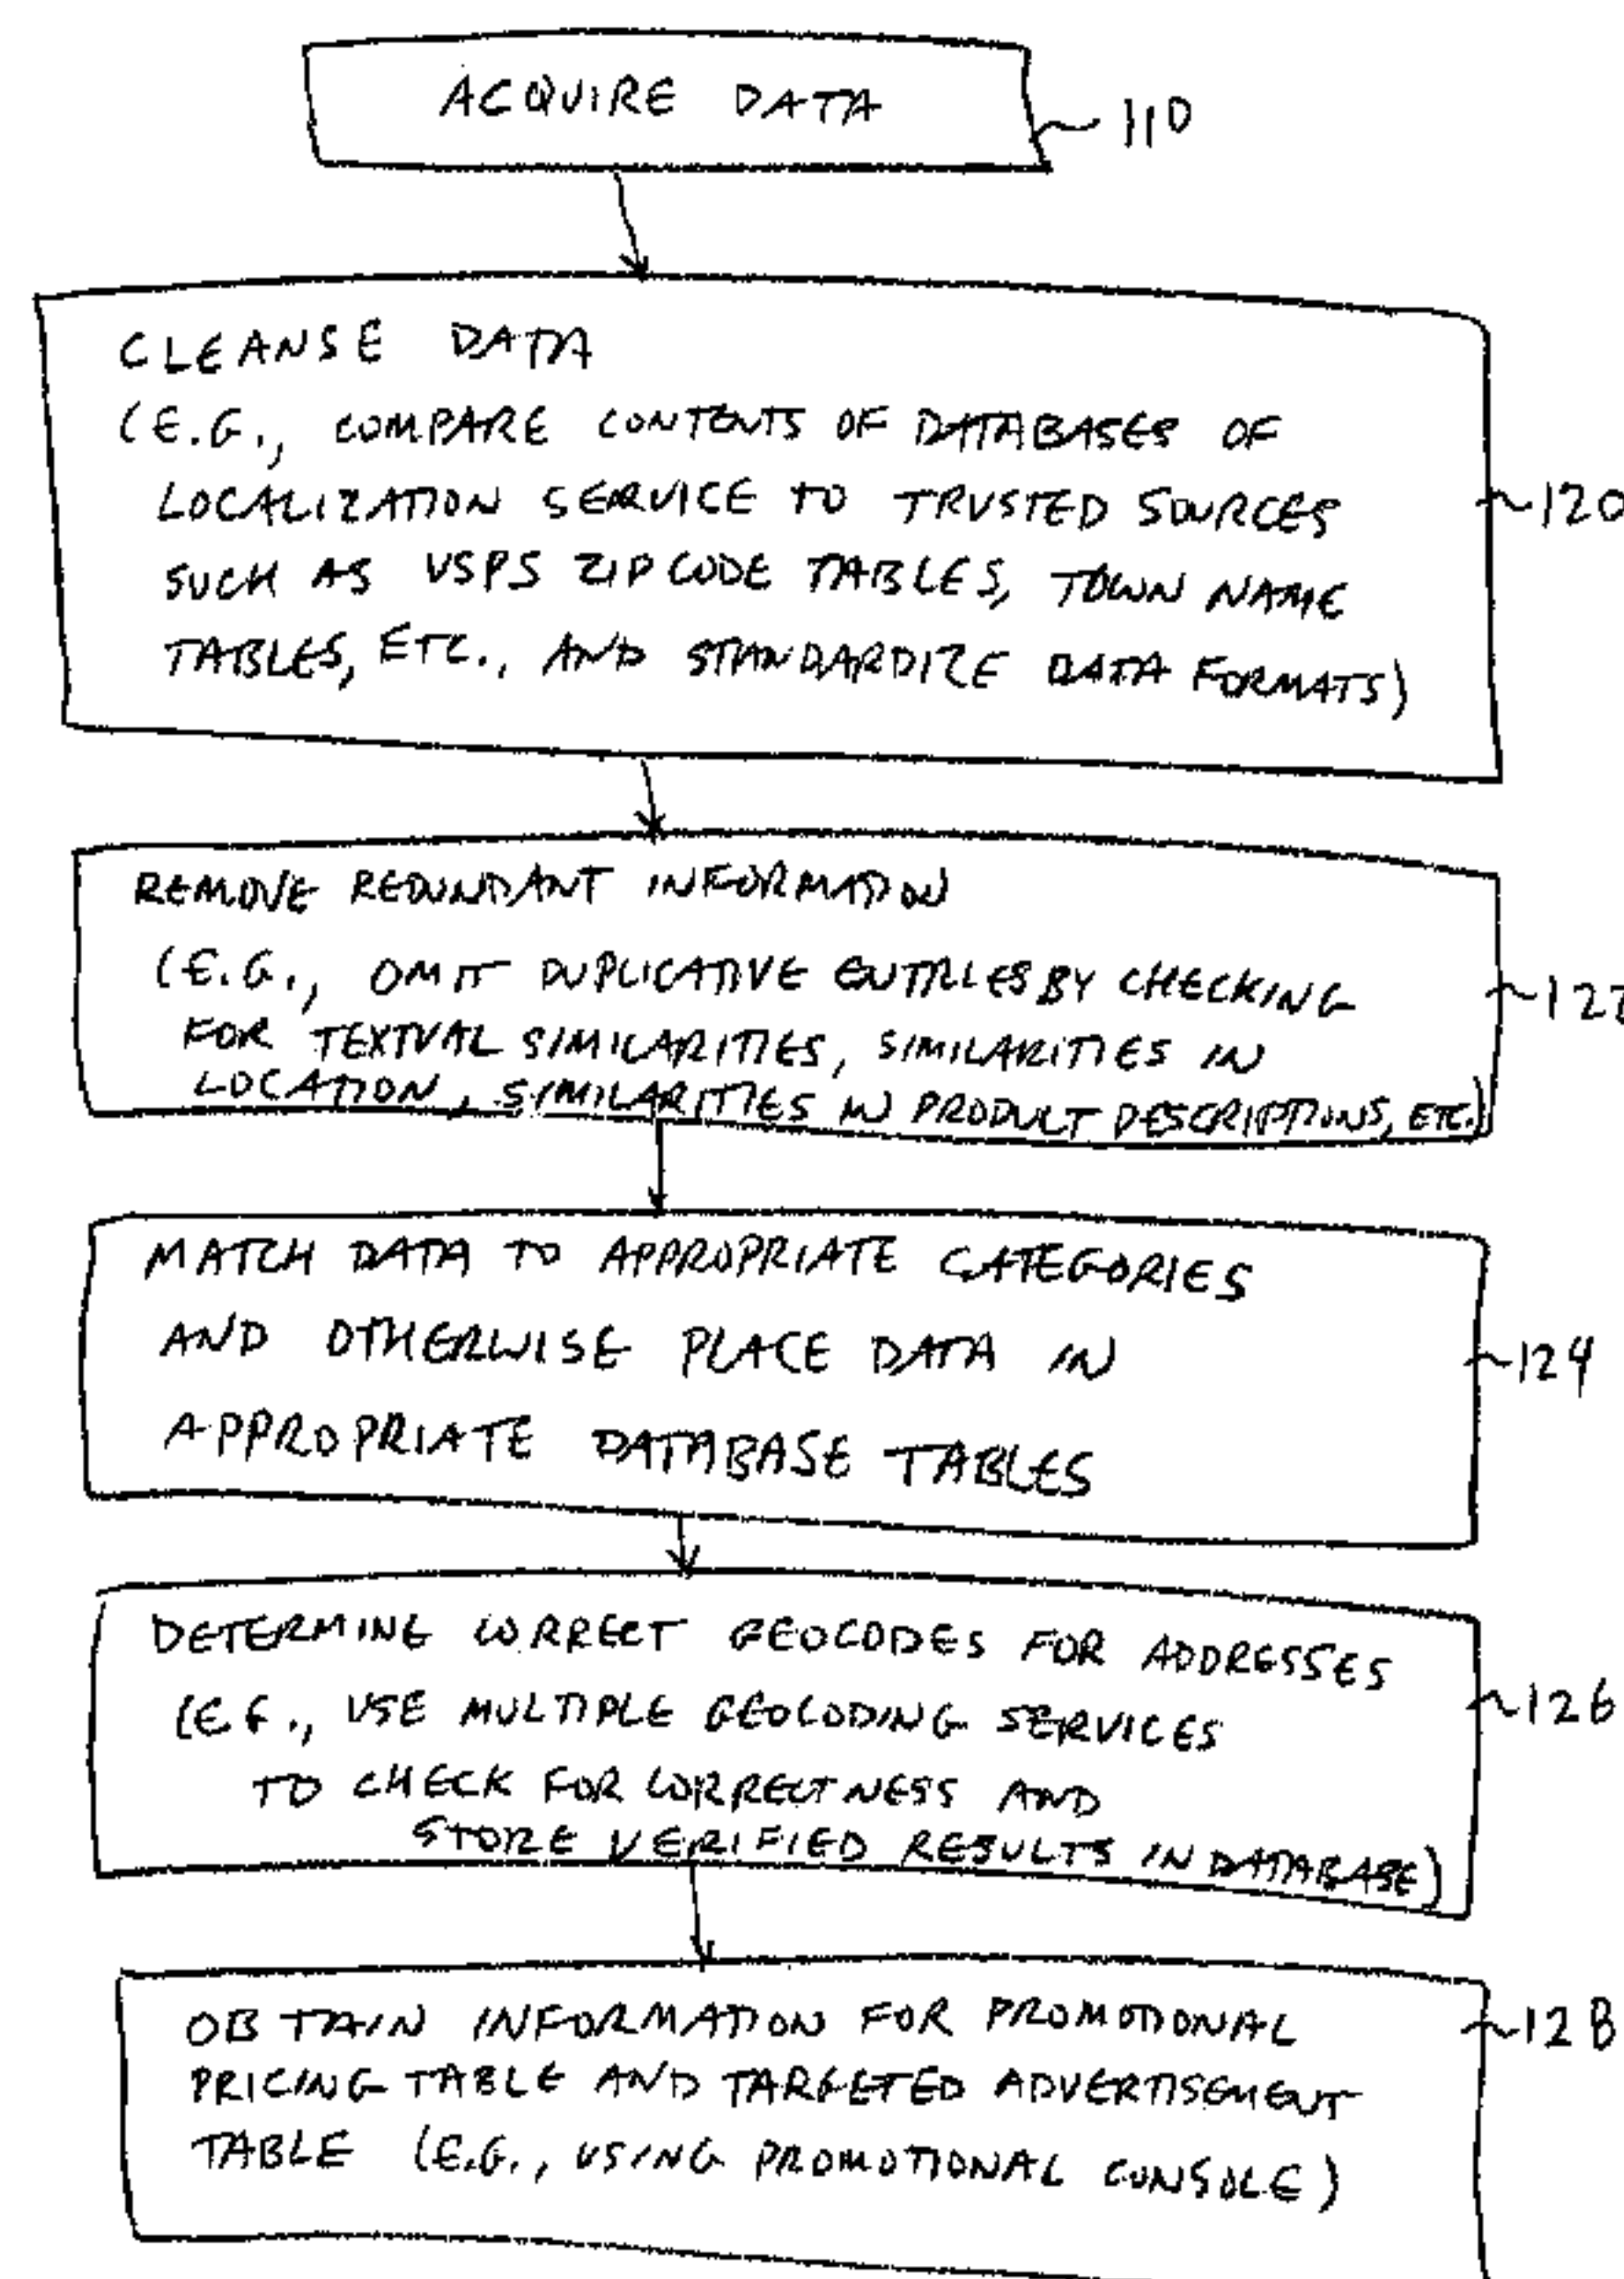 ACQUIRE DATA
110
CLEANSE DATA
(E.G., COMPARE CONTENTS OF DATABASES OF
LOCALIZATION SERVICE TO TRUSTED SOURCES
120
SUCH AS USPS ZIPCODE TABLES, TOWN NAME
TABLES, ETC., AND STANDARDIZE DATA FORMATS)
REMOVE REDUNDANT INFORMATION
(E.G., OMIT DUPLICATIVE ENTRIES BY CHECKING
122
FOR TEXTUAL SIMILARITIES, SIMILARITIES IN
LOCATION, SIMILARITIES IN PRODUCT DESCRIPTIONS, ETC.)
MATCH DATA TO APPROPRIATE CATEGORIES
AND OTHERWISE PLACE DATA IN
124
APPROPRIATE DATABASE TABLES
DETERMINE CORRECT GEOCODES FOR ADDRESSES
(E.G., USE MULTIPLE GEOCODING SERVICES
126
TO CHECK FOR CORRECTNESS AND
STORE VERIFIED RESULTS IN DATABASE)
OBTAIN INFORMATION FOR PROMOTIONAL
128
PRICING TABLE AND TARGETED ADVERTISEMENT
TABLE (E.G., USING PROMOTIONAL CONSOLE)